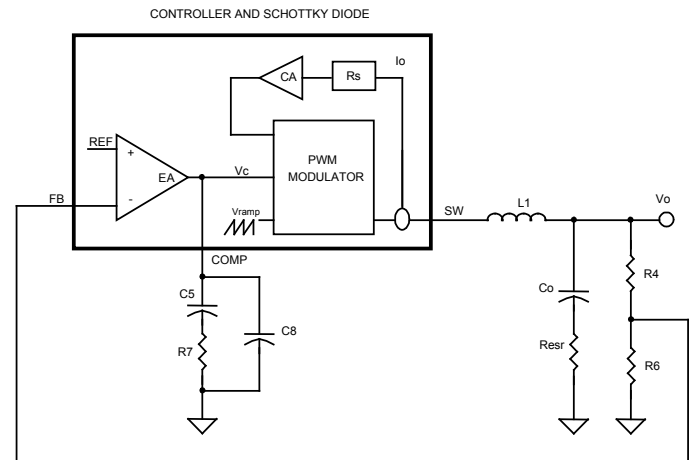 CONTROLLER AND SCHOTTKY DIODE
CA
Rs
Io
REF
+
EA
-
Vc
PWM
MODULATOR
FB
Vramp
SW
L1
Vo
COMP
C5
C8
R7
Co
Resr
R4
R6